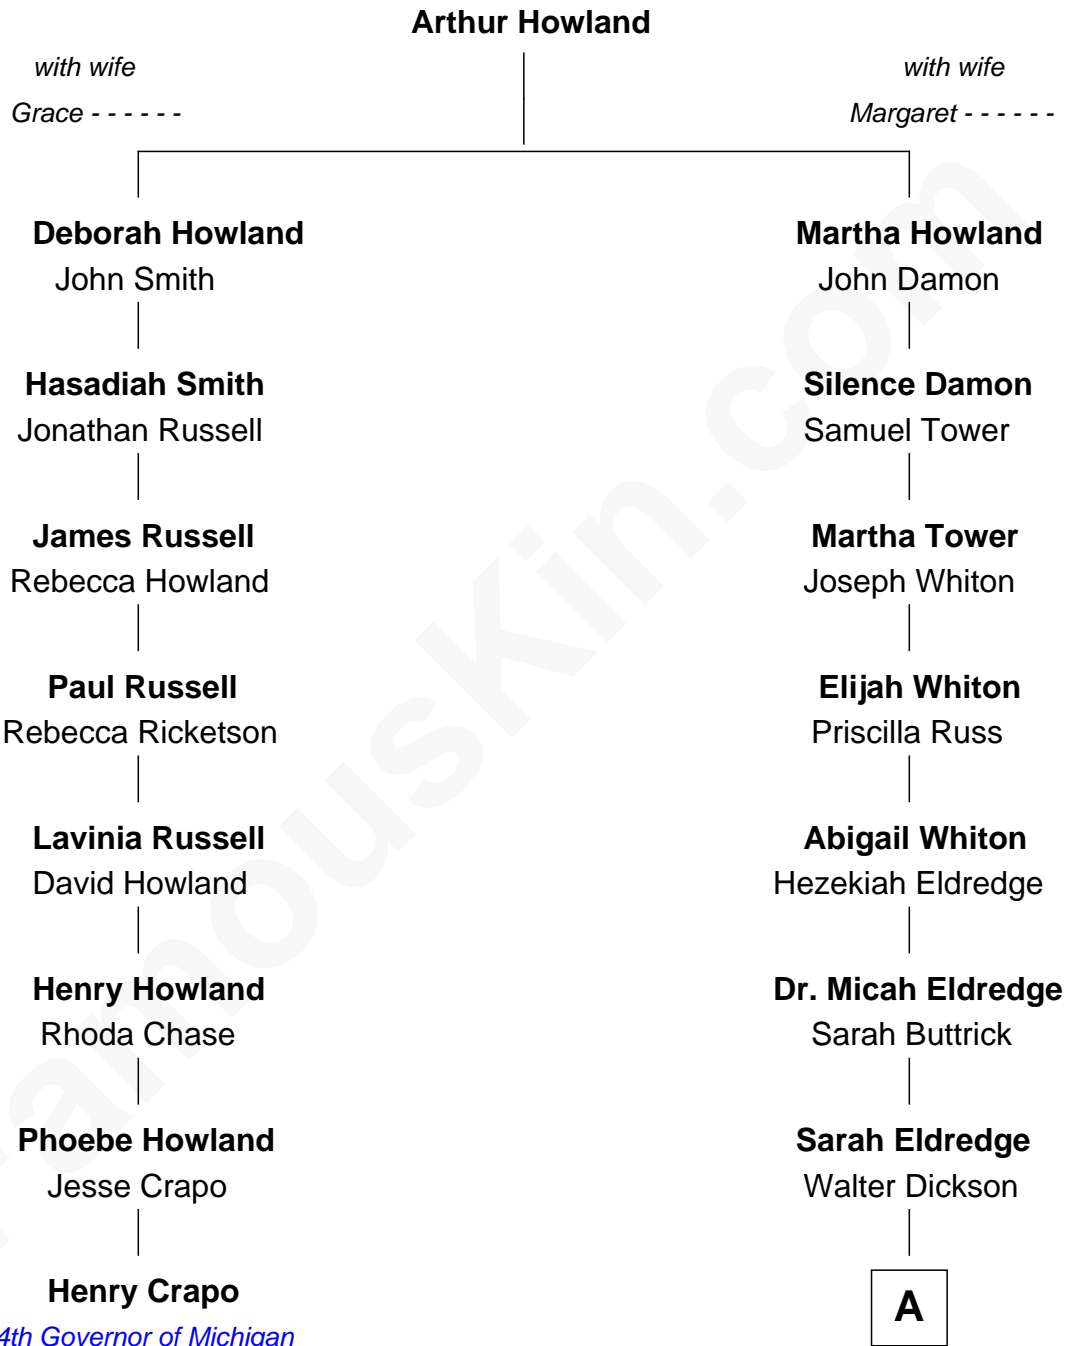 Arthur Howland
with wife
Grace - - - - - -
with wife
Margaret - - - - - -
Deborah Howland
John Smith
Hasadiah Smith
Jonathan Russell
James Russell
Rebecca Howland
Paul Russell
Rebecca Ricketson
Lavinia Russell
David Howland
Henry Howland
Rhoda Chase
Phoebe Howland
Jesse Crapo
Henry Crapo
4th Governor of Michigan
Martha Howland
John Damon
Silence Damon
Samuel Tower
Martha Tower
Joseph Whiton
Elijah Whiton
Priscilla Russ
Abigail Whiton
Hezekiah Eldredge
Dr. Micah Eldredge
Sarah Buttrick
Sarah Eldredge
Walter Dickson
A
FamousKin.com